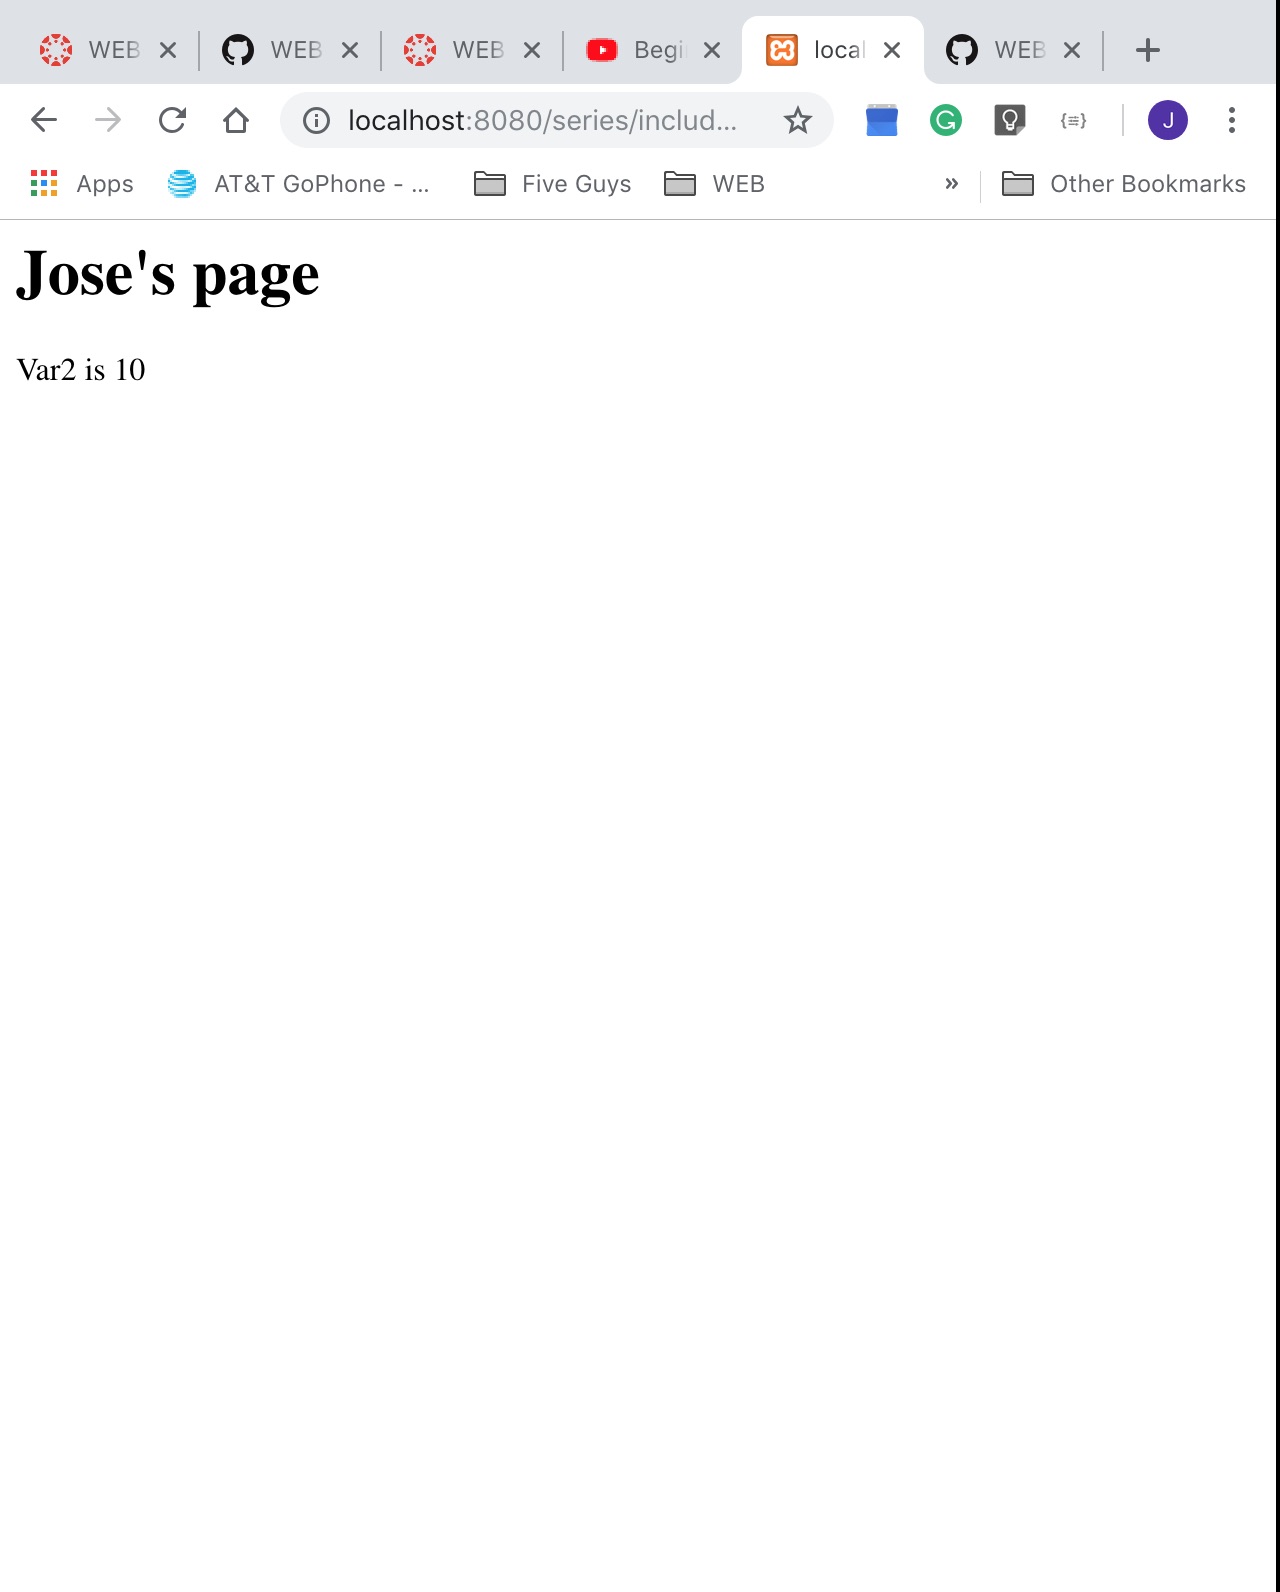 WEB WEB WEB Begi local WEB
localhost:8080/series/includ...
J
Apps AT&T GoPhone - ... Five Guys WEB » Other Bookmarks
Jose's page
Var2 is 10